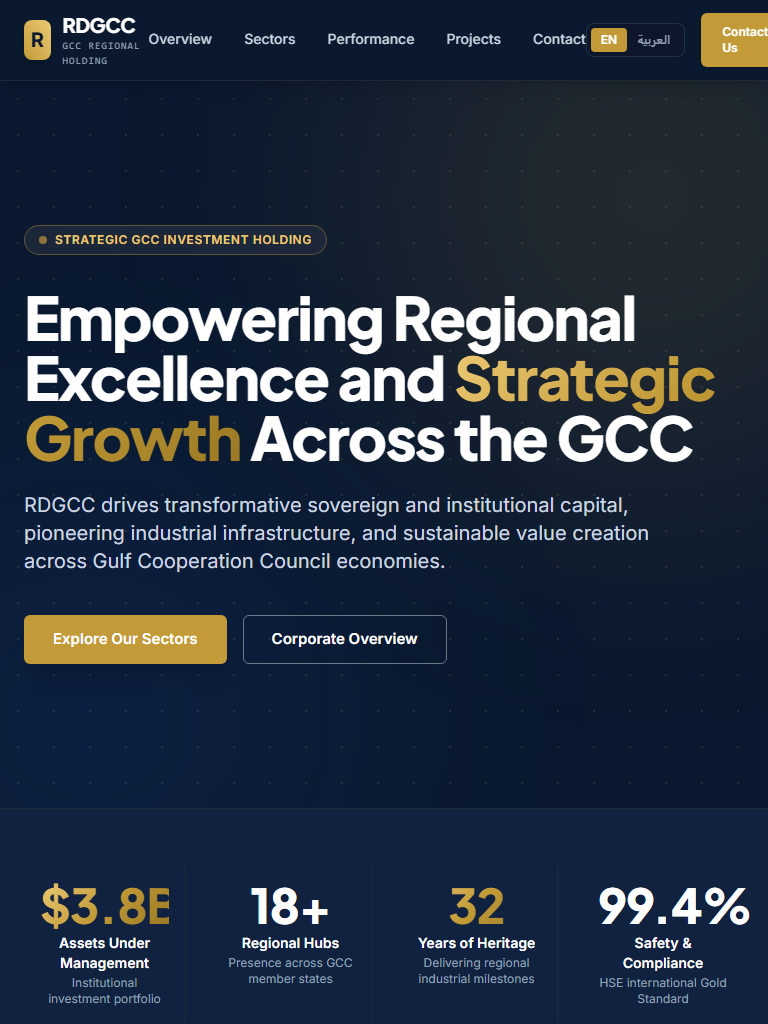 R
RDGCC
GCC REGIONAL
HOLDING
Overview
Sectors
Performance
Projects
Contact
EN
العربية
Contact
Us
STRATEGIC GCC INVESTMENT HOLDING
Empowering Regional
Excellence and Strategic
Growth Across the GCC
RDGCC drives transformative sovereign and institutional capital,
pioneering industrial infrastructure, and sustainable value creation
across Gulf Cooperation Council economies.
Explore Our Sectors
Corporate Overview
$3.8B
Assets Under
Management
Institutional
investment portfolio
18+
Regional Hubs
Presence across GCC
member states
32
Years of Heritage
Delivering regional
industrial milestones
99.4%
Safety &
Compliance
HSE international Gold
Standard